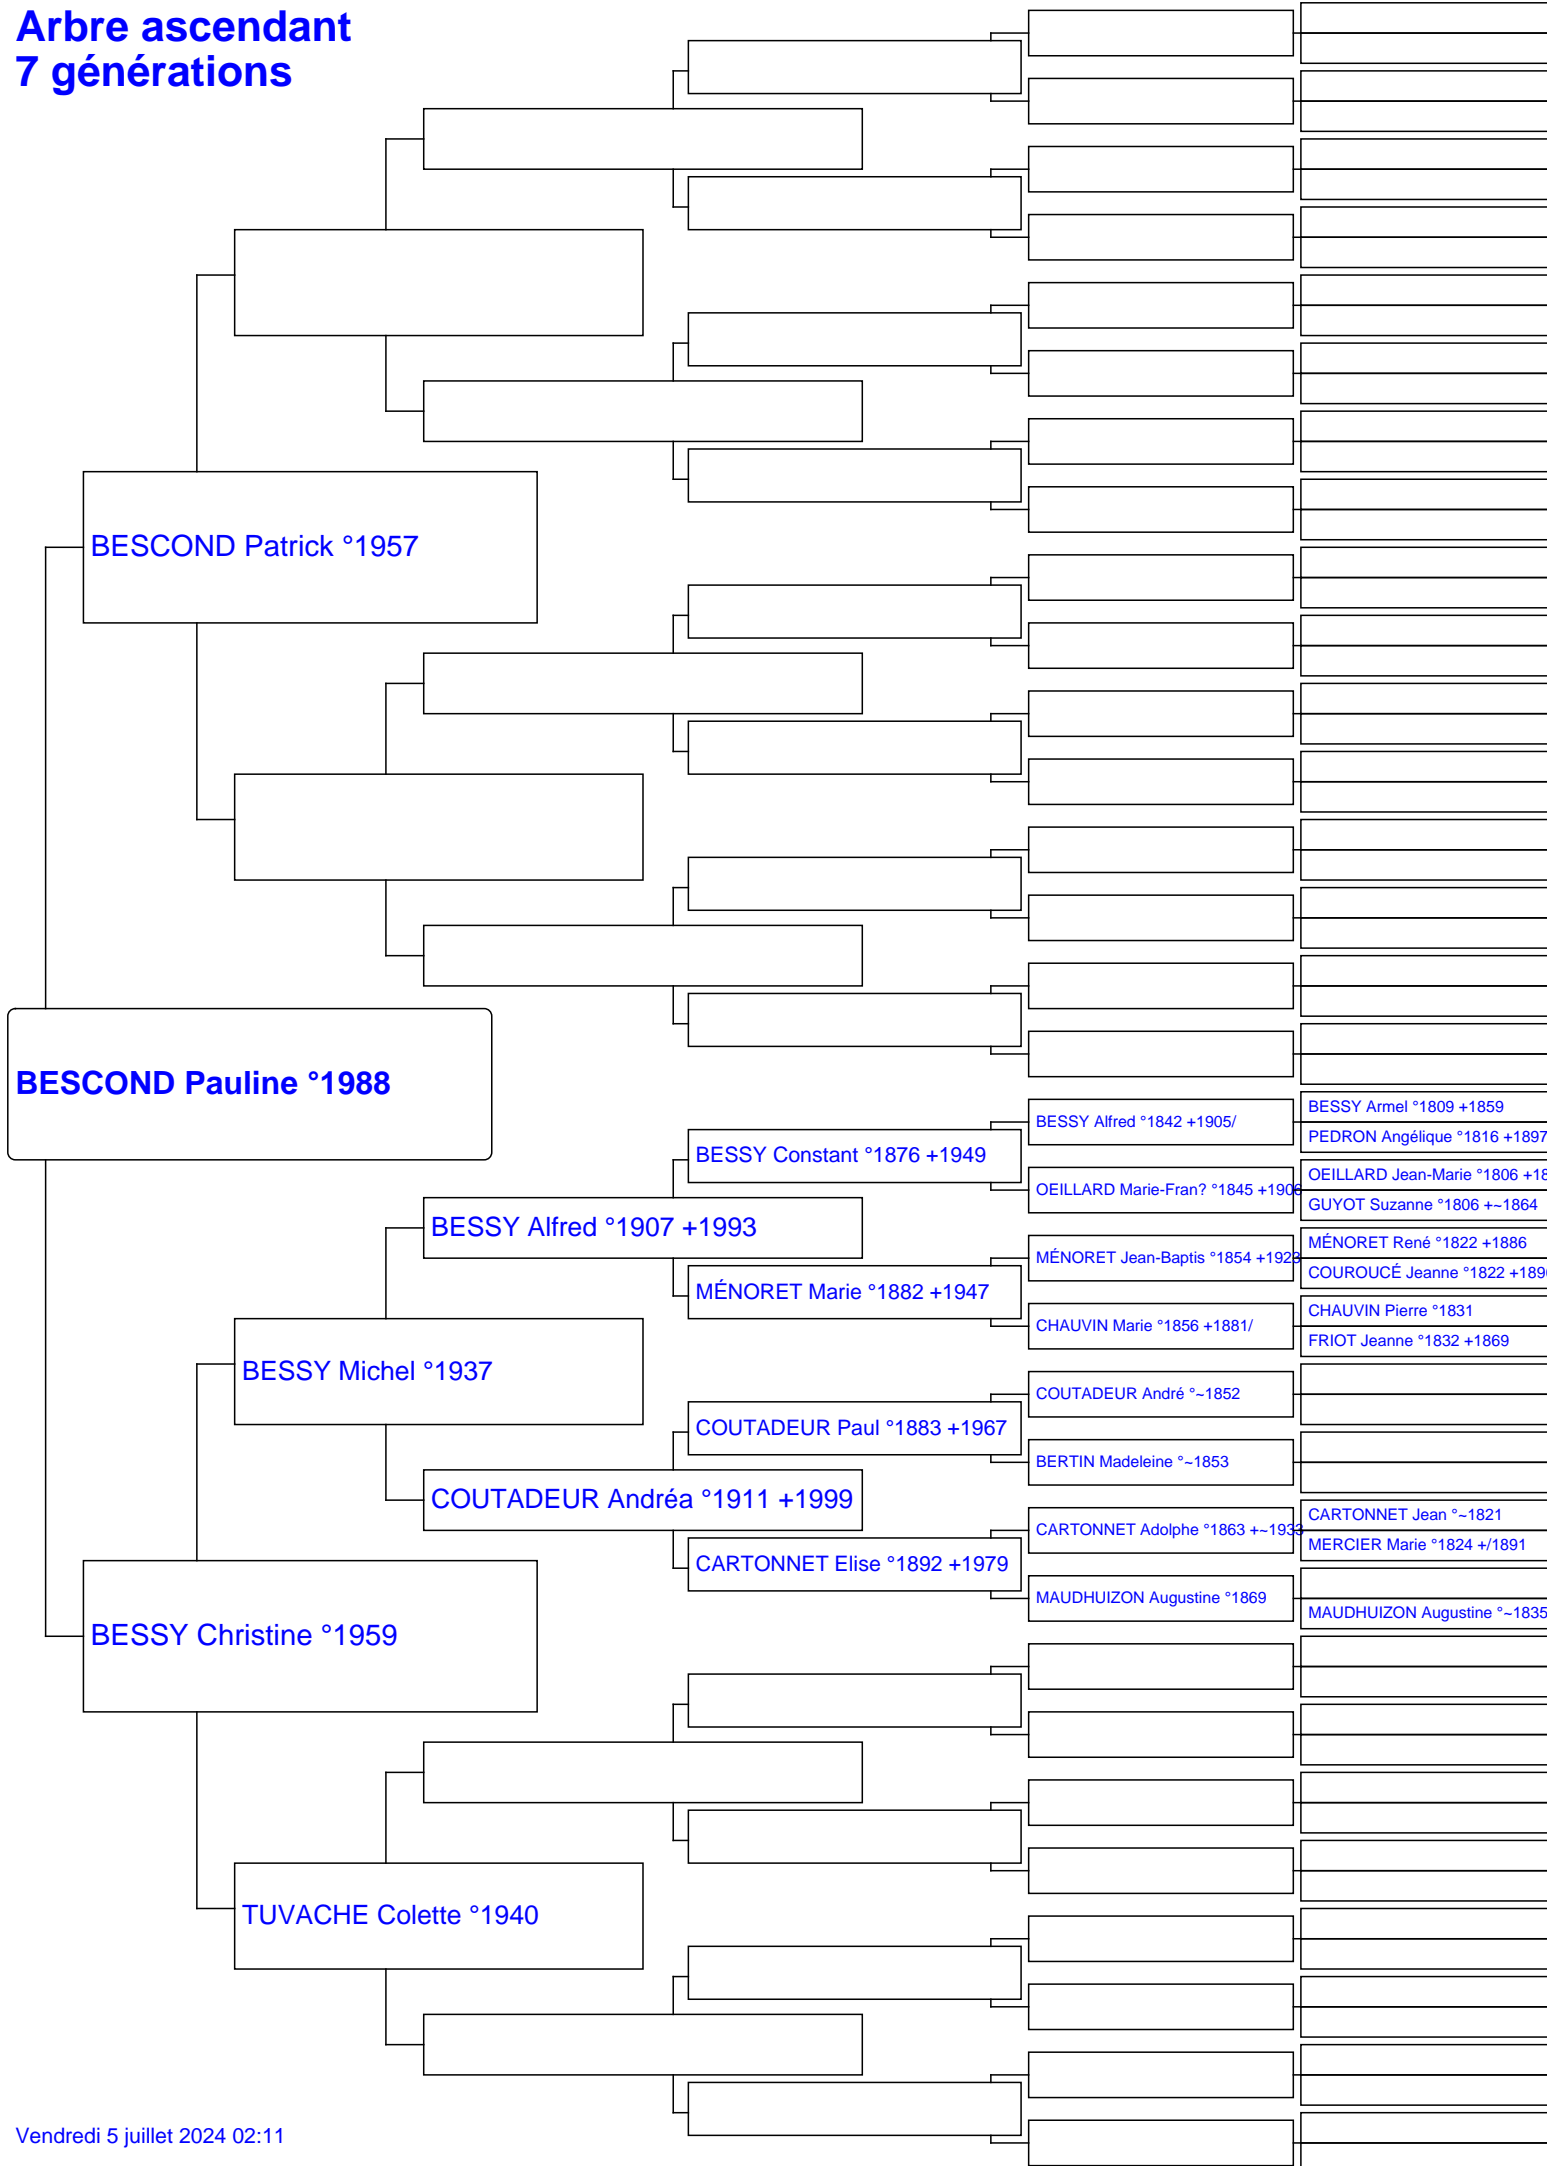 Arbre ascendant
7 générations
BESCOND Patrick °1957
BESCOND Pauline °1988
BESSY Alfred °1842 +1905/
BESSY Armel °1809 +1859
PEDRON Angélique °1816 +1897
BESSY Constant °1876 +1949
OEILLARD Marie-Fran? °1845 +1906
OEILLARD Jean-Marie °1806 +18
GUYOT Suzanne °1806 +~1864
BESSY Alfred °1907 +1993
MÉNORET Jean-Baptis °1854 +1923
MÉNORET René °1822 +1886
COUROUCÉ Jeanne °1822 +189
MÉNORET Marie °1882 +1947
CHAUVIN Marie °1856 +1881/
CHAUVIN Pierre °1831
FRIOT Jeanne °1832 +1869
BESSY Michel °1937
COUTADEUR André °~1852
COUTADEUR Paul °1883 +1967
BERTIN Madeleine °~1853
COUTADEUR Andréa °1911 +1999
CARTONNET Adolphe °1863 +~1933
CARTONNET Jean °~1821
MERCIER Marie °1824 +/1891
CARTONNET Elise °1892 +1979
MAUDHUIZON Augustine °1869
MAUDHUIZON Augustine °~1835
BESSY Christine °1959
TUVACHE Colette °1940
Vendredi 5 juillet 2024 02:11